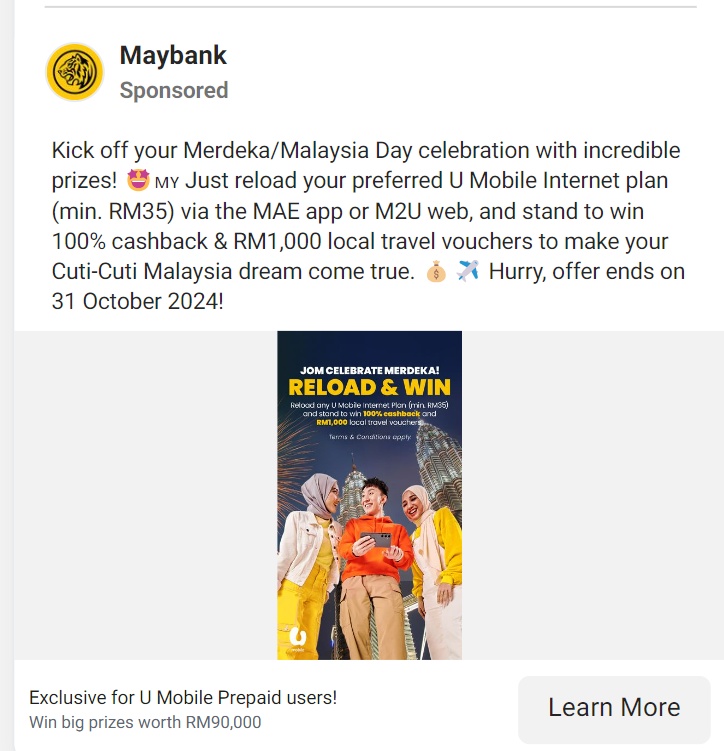 Maybank
Sponsored
Kick off your Merdeka/Malaysia Day celebration with incredible
prizes! 🤩 MY Just reload your preferred U Mobile Internet plan
(min. RM35) via the MAE app or M2U web, and stand to win
100% cashback & RM1,000 local travel vouchers to make your
Cuti-Cuti Malaysia dream come true. 💰 ✈️ Hurry, offer ends on
31 October 2024!
JOM CELEBRATE MERDEKA!
RELOAD & WIN
Reload any U Mobile Internet Plan (min. RM35)
and stand to win 100% cashback and
RM1,000 local travel vouchers.
Terms & Conditions apply.
U
mobile
Exclusive for U Mobile Prepaid users!
Win big prizes worth RM90,000
Learn More